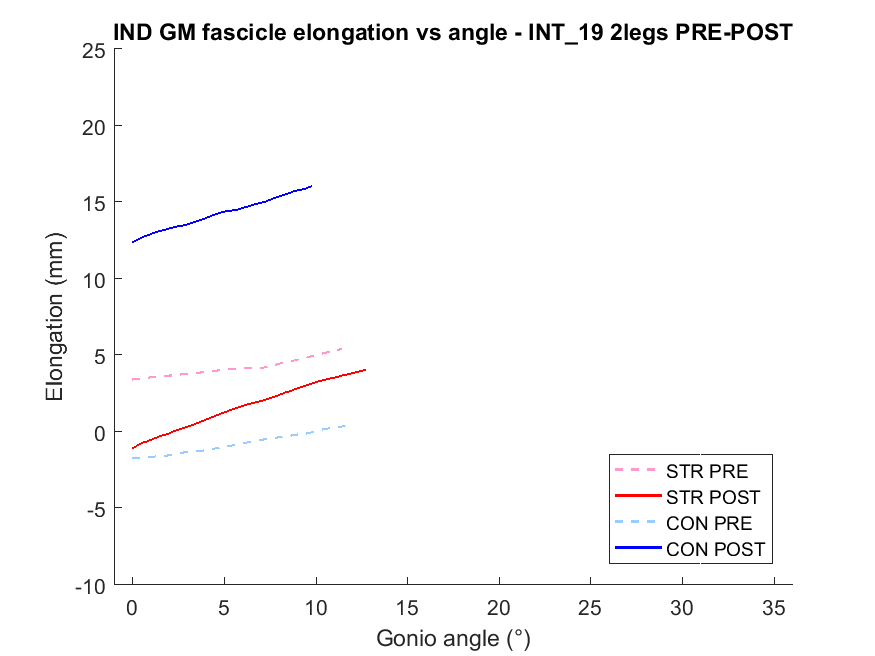 IND GM fascicle elongation vs angle - INT_19 2legs PRE-POST
25
20
15
10
5
0
-5
-10
Elongation (mm)
0 5 10 15 20 25 30 35
Gonio angle (°)
STR PRE
STR POST
CON PRE
CON POST